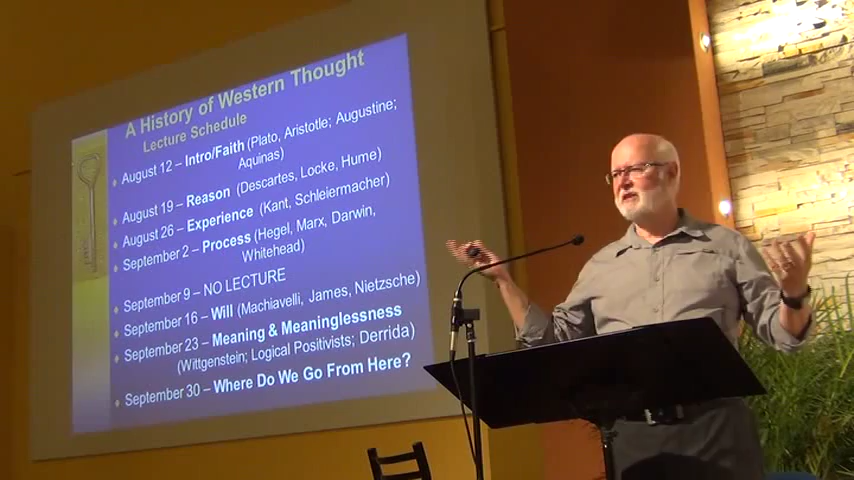 A History of Western Thought
Lecture Schedule
August 12 – Intro/Faith (Plato, Aristotle; Augustine;
Aquinas)
August 19 – Reason (Descartes, Locke, Hume)
August 26 – Experience (Kant, Schleiermacher)
September 2 – Process (Hegel, Marx, Darwin,
Whitehead)
September 9 – NO LECTURE
September 16 – Will (Machiavelli, James, Nietzsche)
September 23 – Meaning & Meaninglessness
(Wittgenstein; Logical Positivists; Derrida)
September 30 – Where Do We Go From Here?